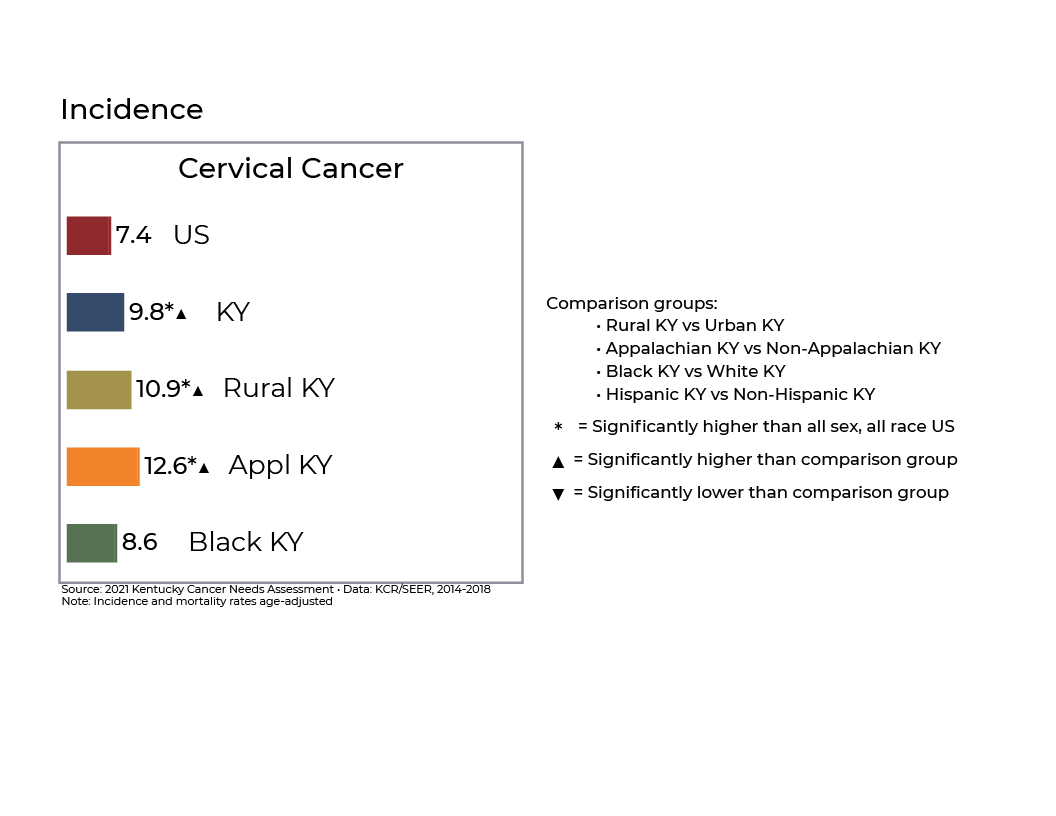 Incidence
Cervical Cancer
7.4 US
9.8*▲ KY
10.9*▲ Rural KY
12.6*▲ Appl KY
8.6 Black KY
Source: 2021 Kentucky Cancer Needs Assessment • Data: KCR/SEER, 2014-2018
Note: Incidence and mortality rates age-adjusted
Comparison groups:
• Rural KY vs Urban KY
• Appalachian KY vs Non-Appalachian KY
• Black KY vs White KY
• Hispanic KY vs Non-Hispanic KY
* = Significantly higher than all sex, all race US
▲ = Significantly higher than comparison group
▼ = Significantly lower than comparison group